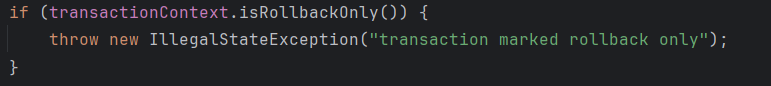 if (transactionContext.isRollbackOnly()) {
    throw new IllegalStateException("transaction marked rollback only");
}